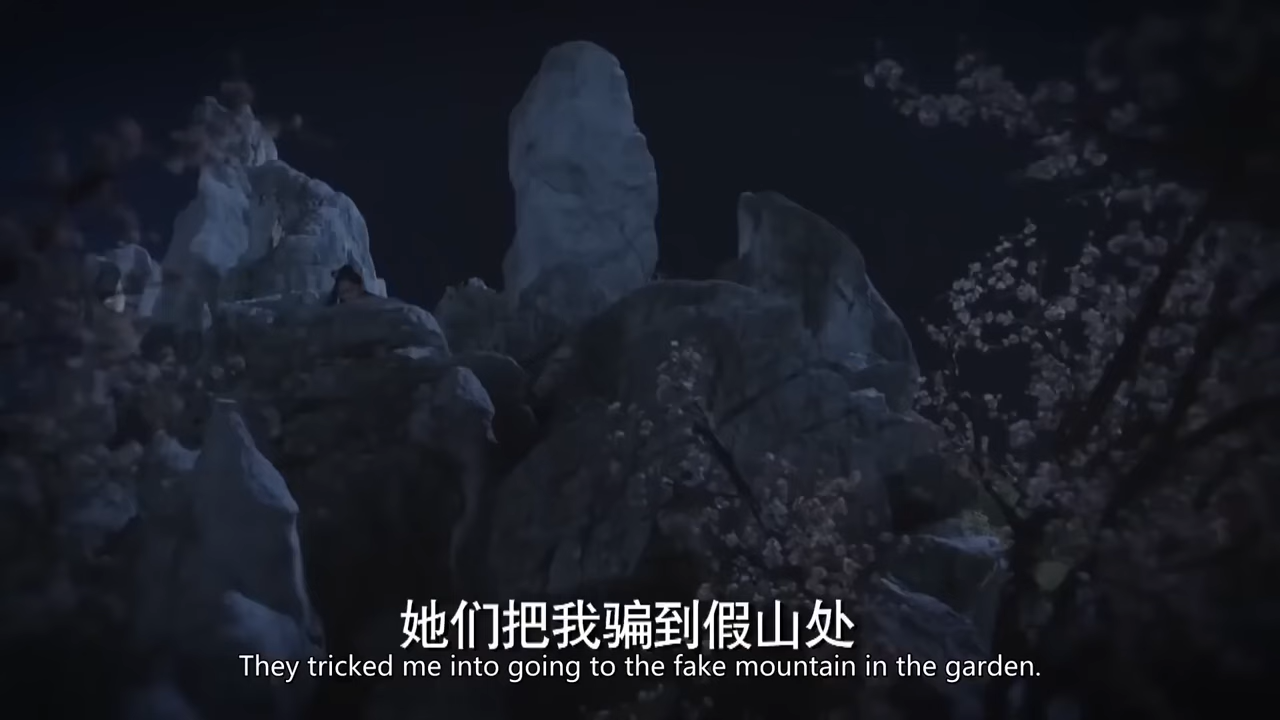 她们把我骗到假山处
They tricked me into going to the fake mountain in the garden.